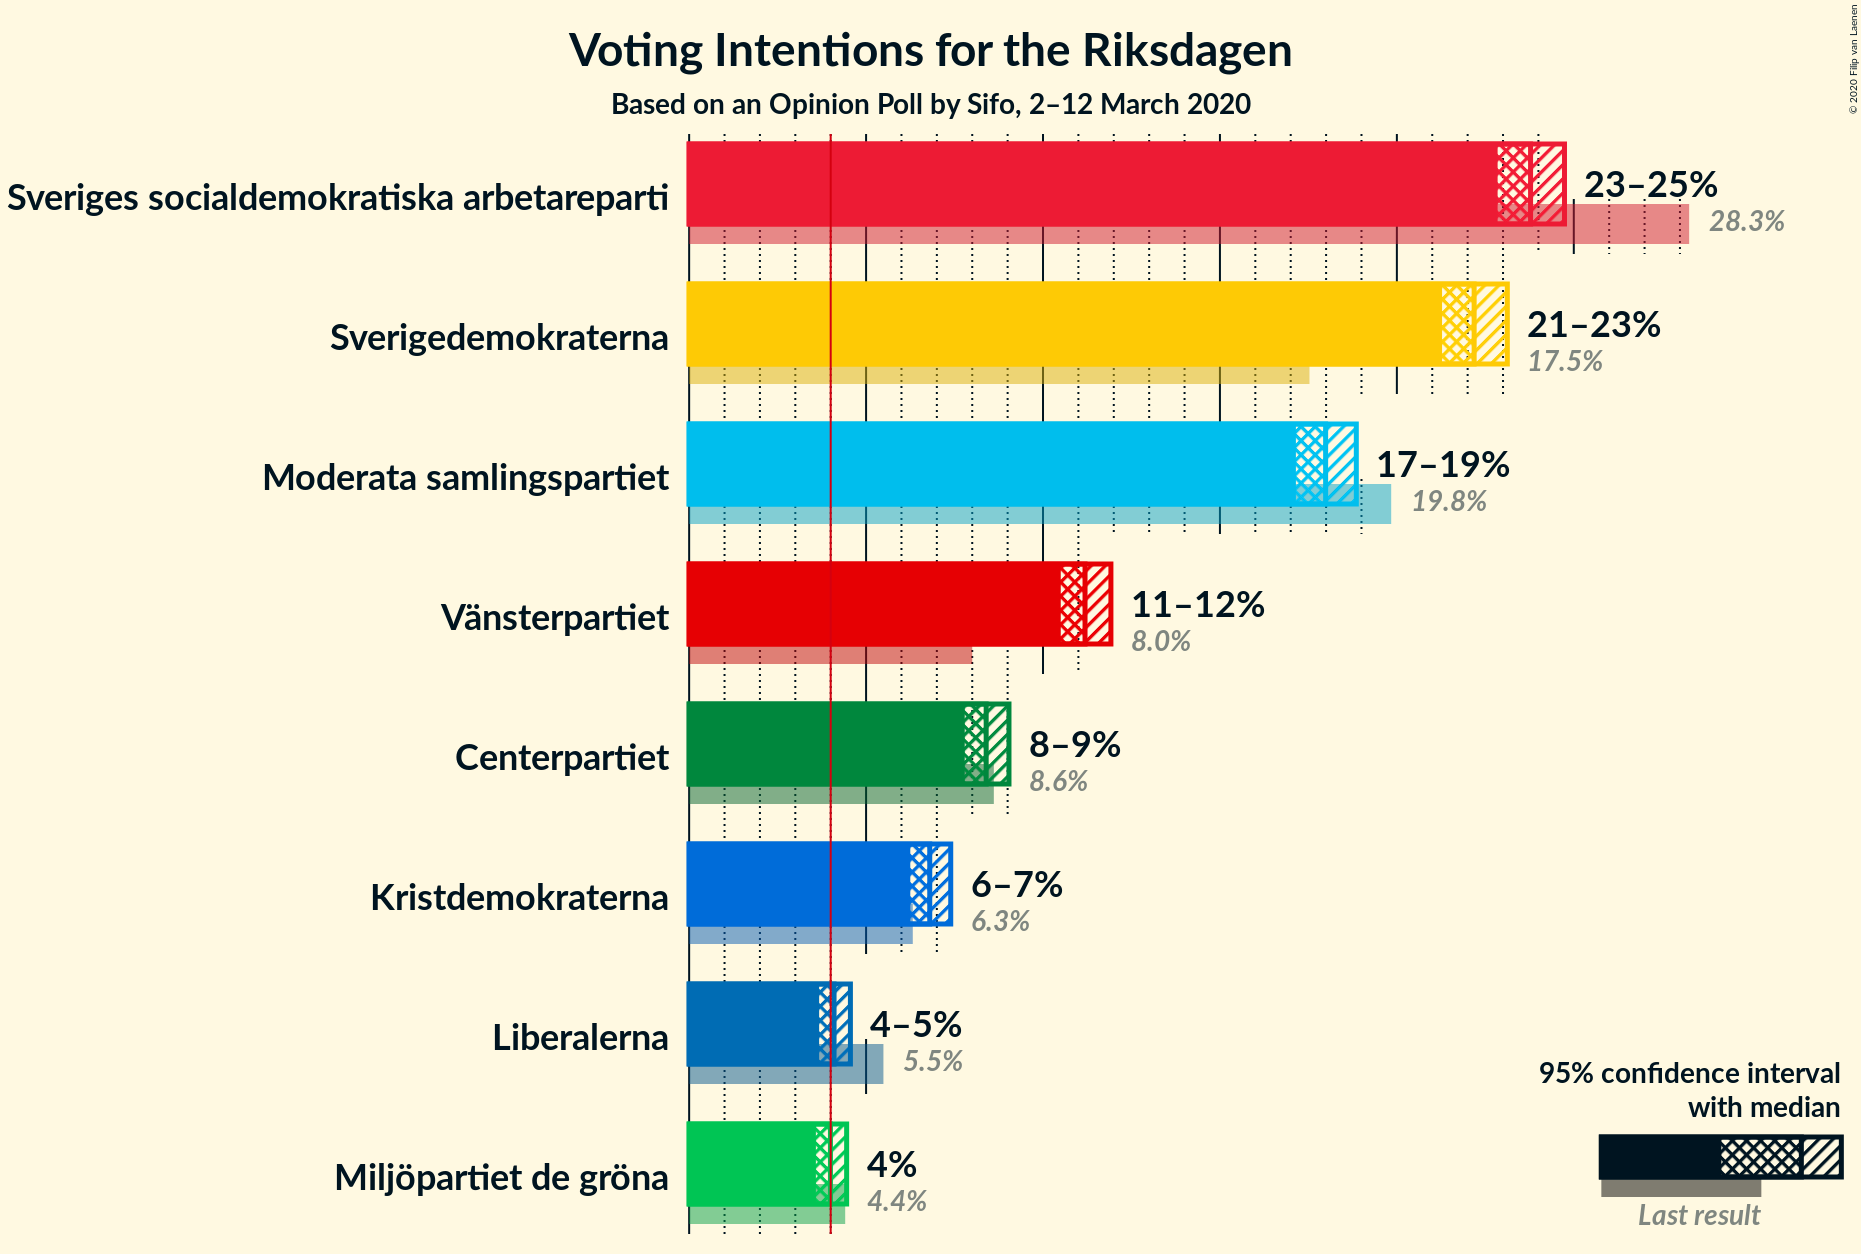 Voting Intentions for the Riksdagen
Based on an Opinion Poll by Sifo, 2–12 March 2020
© 2020 Filip van Laenen
Sveriges socialdemokratiska arbetareparti
23–25%
28.3%
Sverigedemokraterna
21–23%
17.5%
Moderata samlingspartiet
17–19%
19.8%
Vänsterpartiet
11–12%
8.0%
Centerpartiet
8–9%
8.6%
Kristdemokraterna
6–7%
6.3%
Liberalerna
4–5%
5.5%
Miljöpartiet de gröna
4%
4.4%
95% confidence interval
with median
Last result